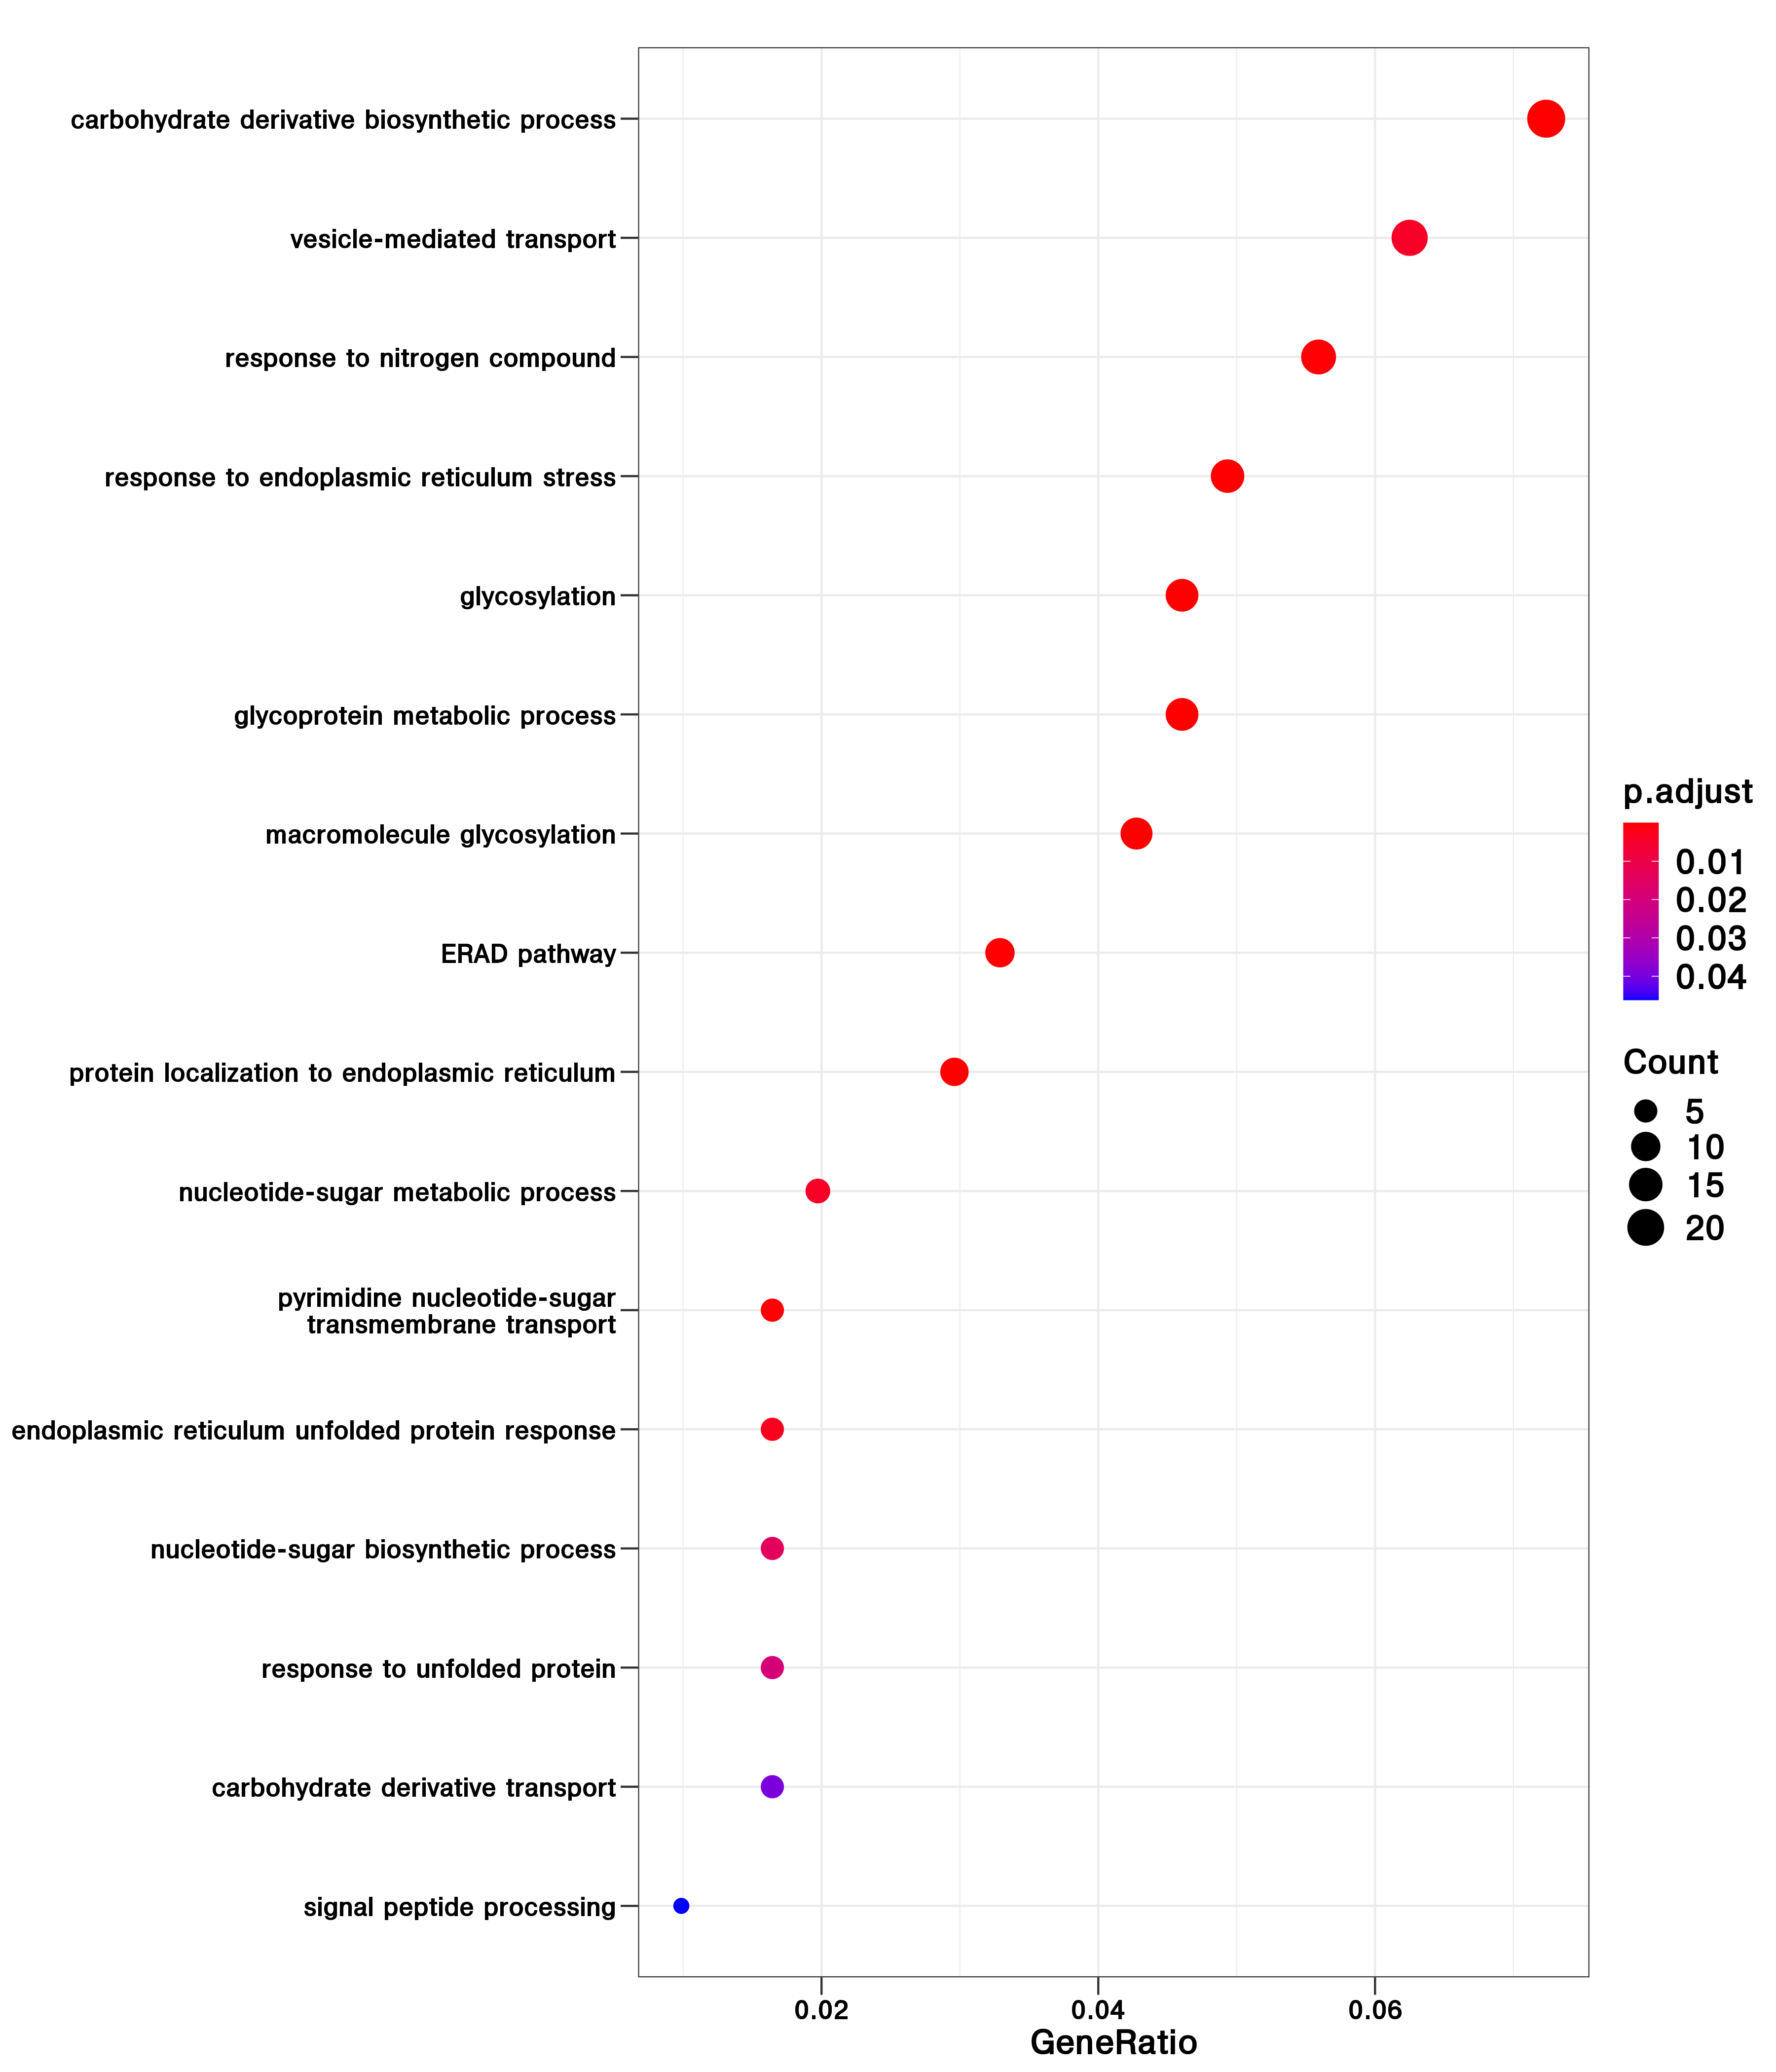 carbohydrate derivative biosynthetic process
vesicle-mediated transport
response to nitrogen compound
response to endoplasmic reticulum stress
glycosylation
glycoprotein metabolic process
macromolecule glycosylation
ERAD pathway
protein localization to endoplasmic reticulum
nucleotide-sugar metabolic process
pyrimidine nucleotide-sugar
transmembrane transport
endoplasmic reticulum unfolded protein response
nucleotide-sugar biosynthetic process
response to unfolded protein
carbohydrate derivative transport
signal peptide processing
0.02 0.04 0.06
GeneRatio
p.adjust
0.01
0.02
0.03
0.04
Count
5
10
15
20